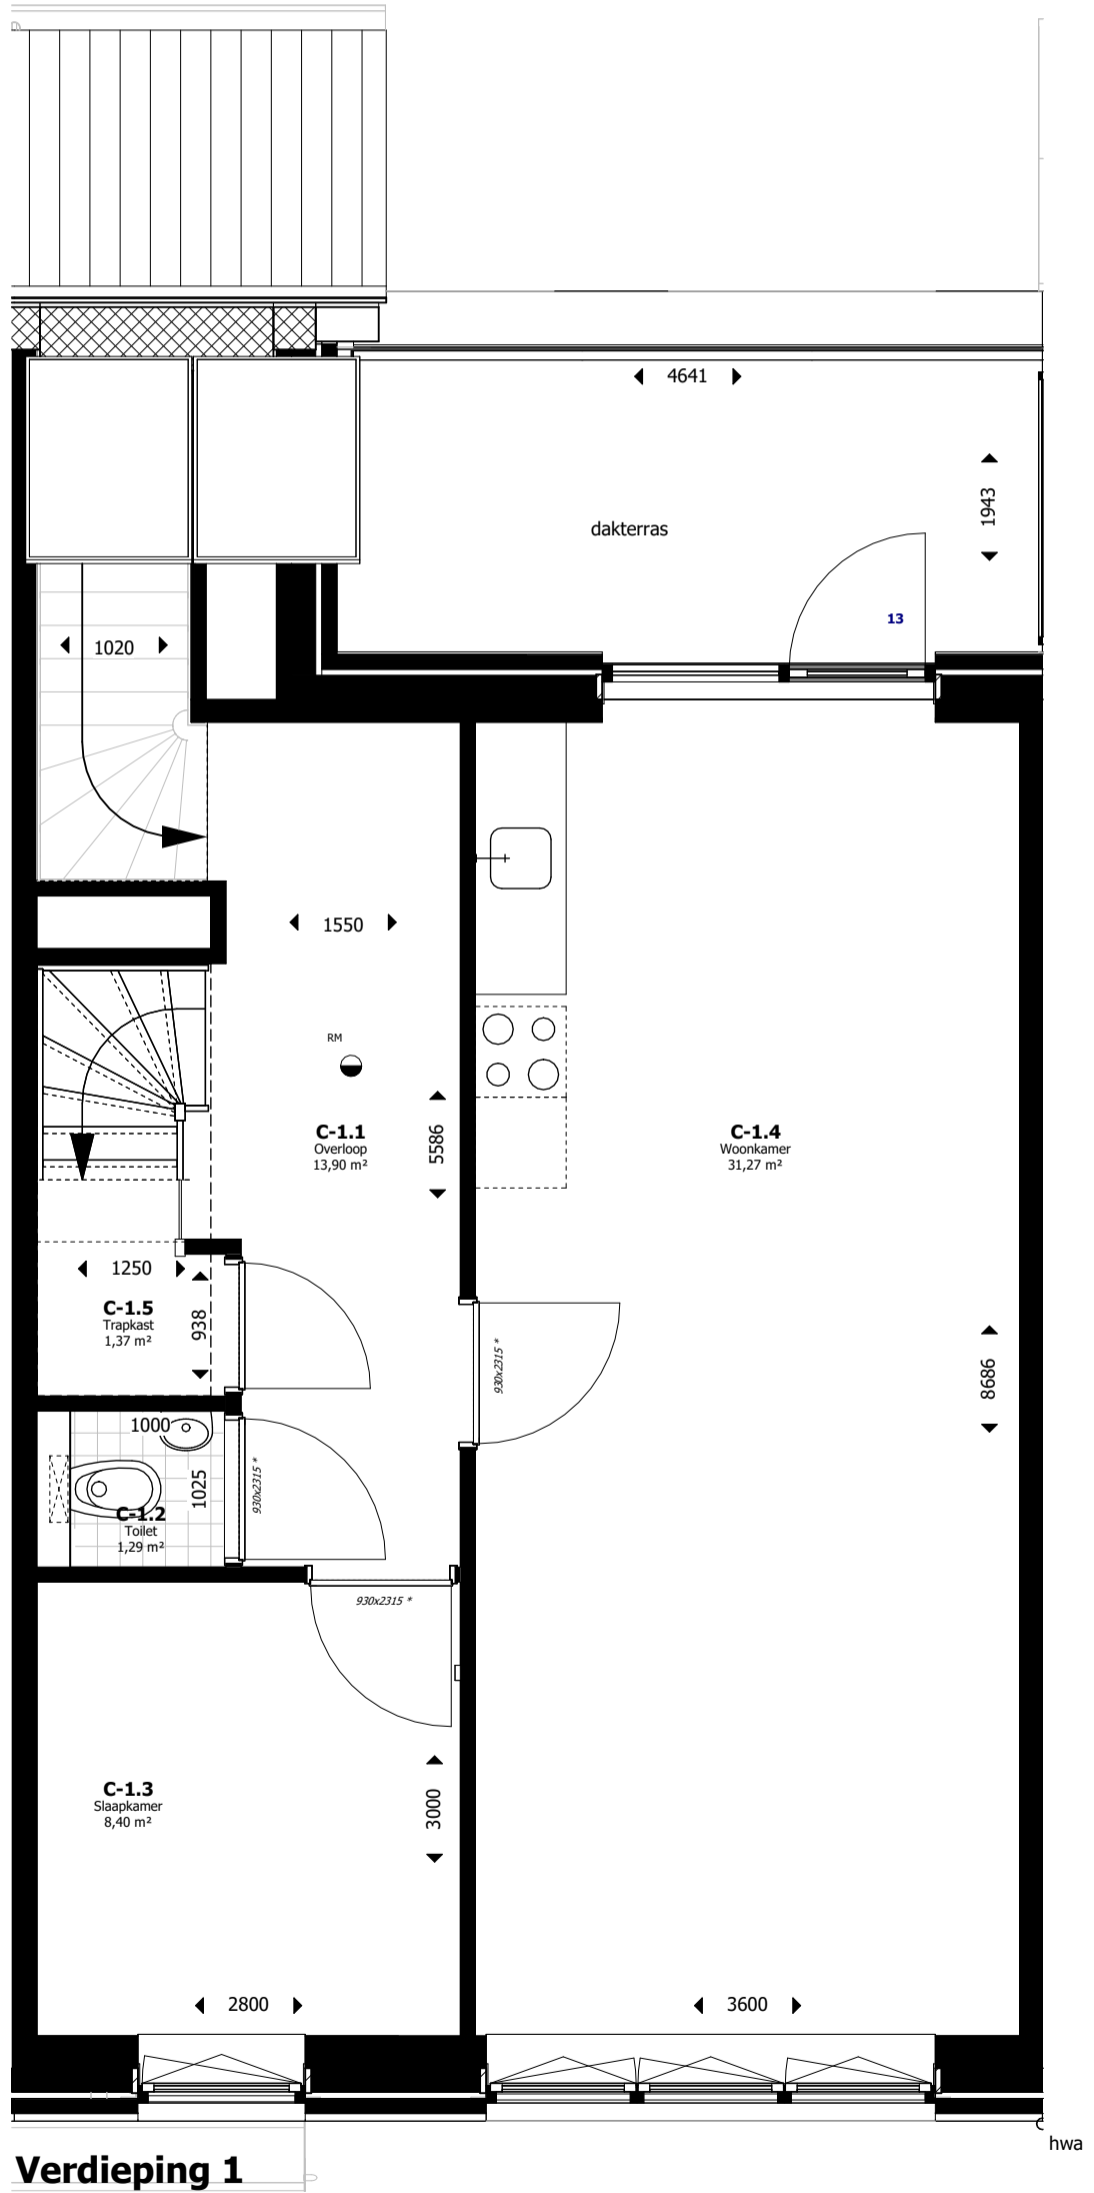 4641
1943
dakterras
13
1020
1550
RM
C-1.1
Overloop
13,90 m²
5586
C-1.4
Woonkamer
31,27 m²
1250
C-1.5
Trapkast
1,37 m²
938
930x2315 *
8686
1000
1025
930x2315 *
C-1.2
Toilet
1,29 m²
930x2315 *
C-1.3
Slaapkamer
8,40 m²
3000
2800
3600
hwa
Verdieping 1